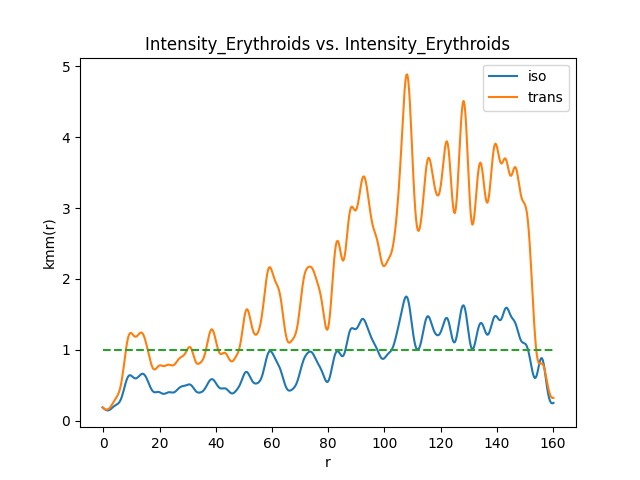 Intensity_Erythroids vs. Intensity_Erythroids
iso
trans
kmm(r)
5
4
3
2
1
0
0 20 40 60 80 100 120 140 160
r